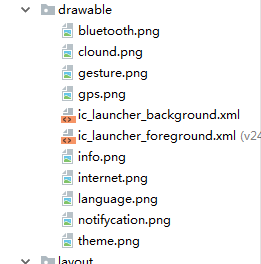 drawable
bluetooth.png
clound.png
gesture.png
gps.png
ic_launcher_background.xml
ic_launcher_foreground.xml (v24
info.png
internet.png
language.png
notifycation.png
theme.png
layout